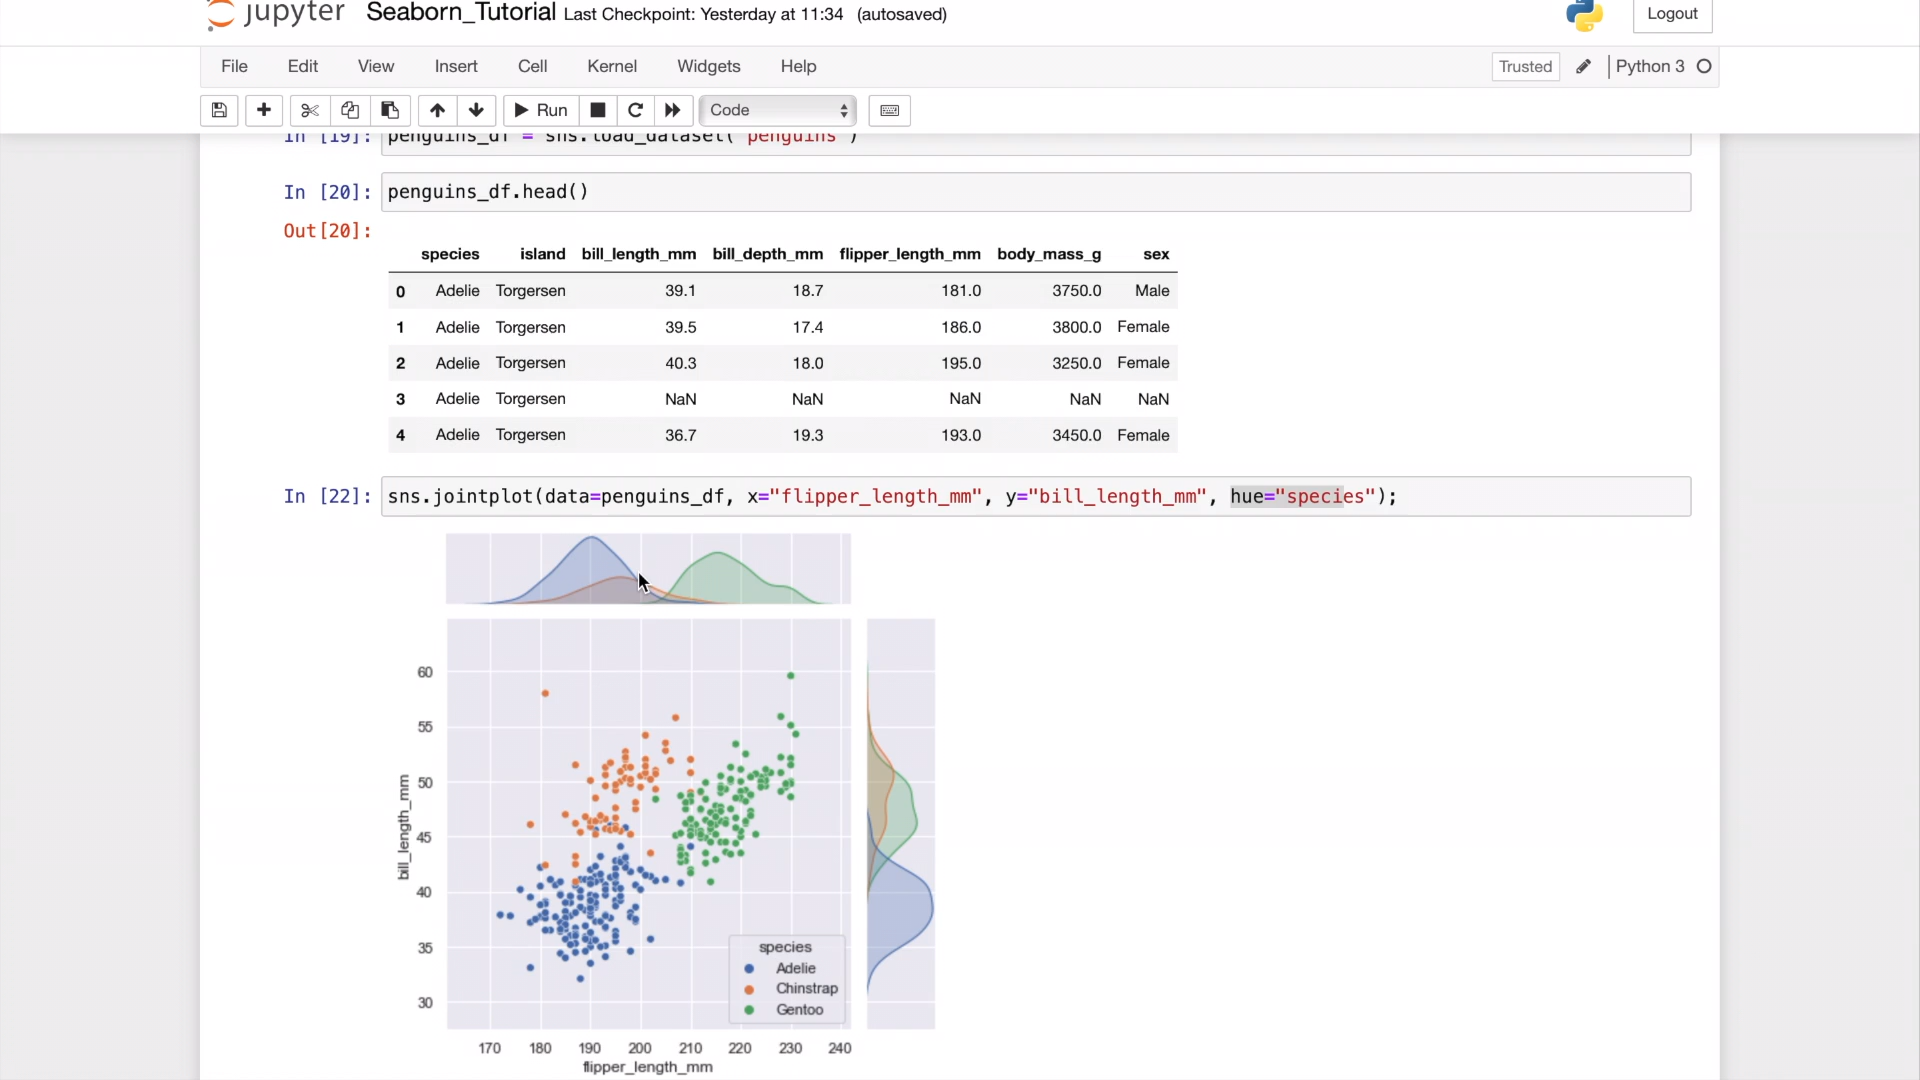 jupyter Seaborn_Tutorial Last Checkpoint: Yesterday at 11:34 (autosaved) Logout
File Edit View Insert Cell Kernel Widgets Help Trusted Python 3
Run Code
In [19]: penguins_df = sns.load_dataset("penguins")
In [20]: penguins_df.head()
Out[20]:
species island bill_length_mm bill_depth_mm flipper_length_mm body_mass_g sex
0 Adelie Torgersen 39.1 18.7 181.0 3750.0 Male
1 Adelie Torgersen 39.5 17.4 186.0 3800.0 Female
2 Adelie Torgersen 40.3 18.0 195.0 3250.0 Female
3 Adelie Torgersen NaN NaN NaN NaN NaN
4 Adelie Torgersen 36.7 19.3 193.0 3450.0 Female
In [22]: sns.jointplot(data=penguins_df, x="flipper_length_mm", y="bill_length_mm", hue="species");
60
55
50
45
40
35
30
bill_length_mm
species
Adelie
Chinstrap
Gentoo
170 180 190 200 210 220 230 240
flipper_length_mm